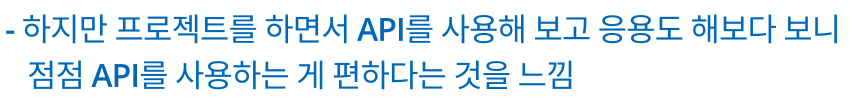 - 하지만 프로젝트를 하면서 API를 사용해 보고 응용도 해보다 보니
점점 API를 사용하는 게 편하다는 것을 느낌